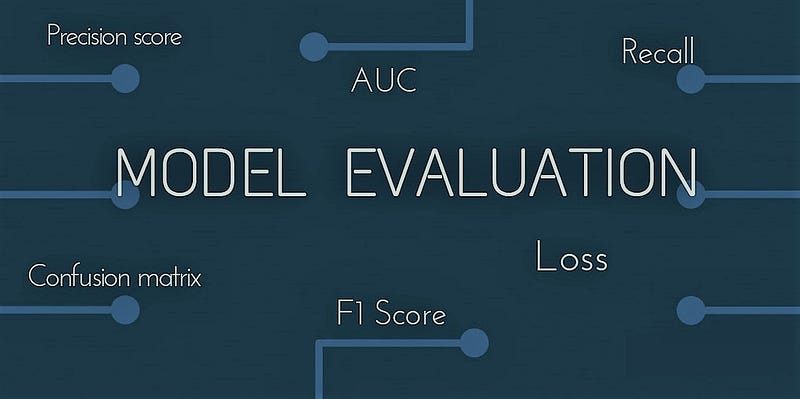 Precision score
AUC
Recall
MODEL EVALUATION
Confusion matrix
Loss
F1 Score